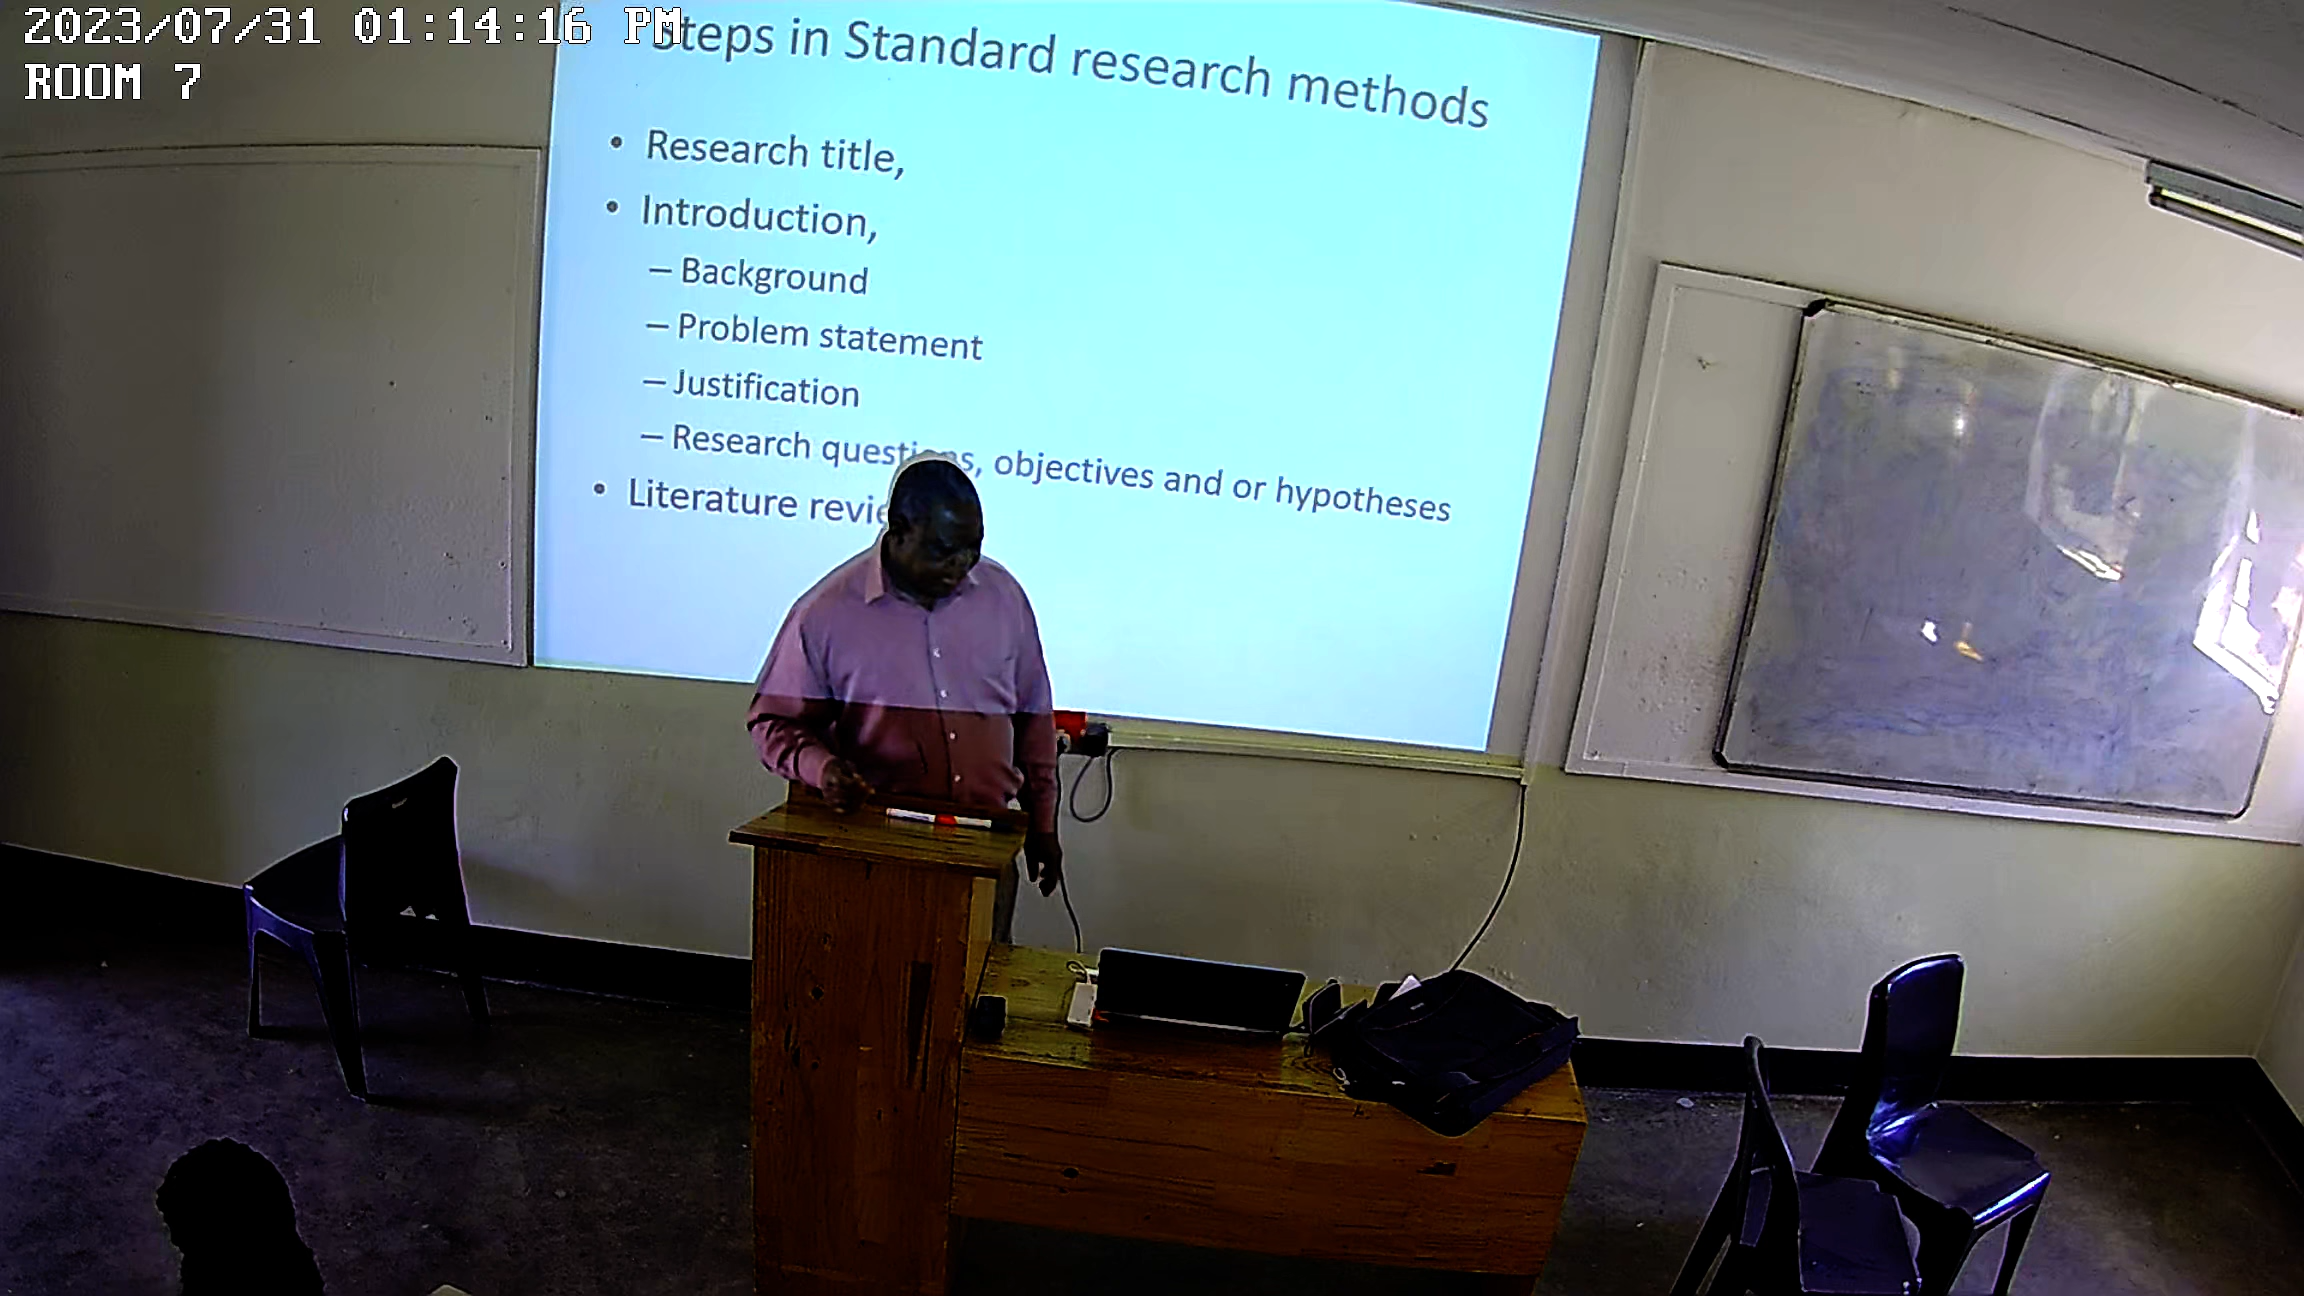 2023/07/31 01:14:16 PM
ROOM 7
Steps in Standard research methods
• Research title,
• Introduction,
– Background
– Problem statement
– Justification
– Research questions, objectives and or hypotheses
• Literature